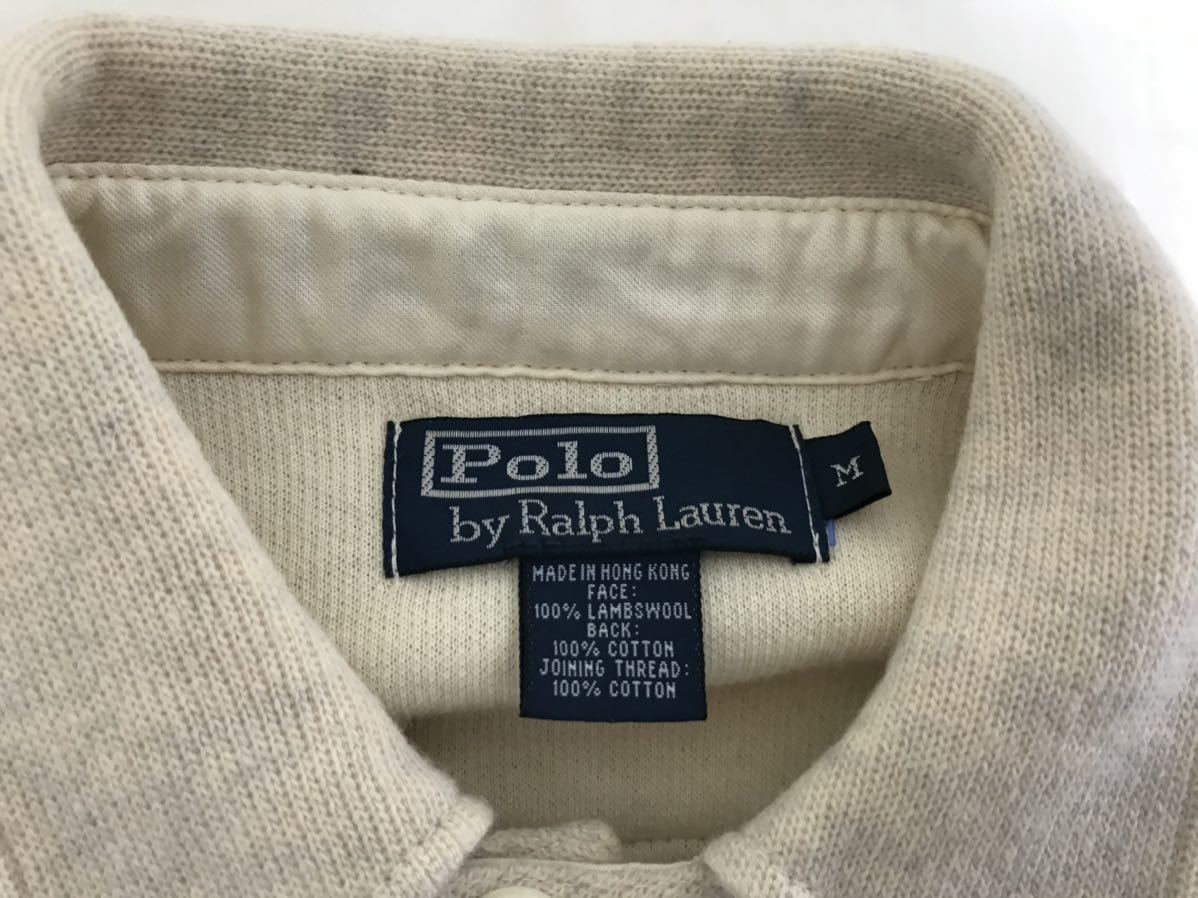 Polo
by Ralph Lauren
M
MADE IN HONG KONG
FACE:
100% LAMBSWOOL
BACK:
100% COTTON
JOINING THREAD:
100% COTTON